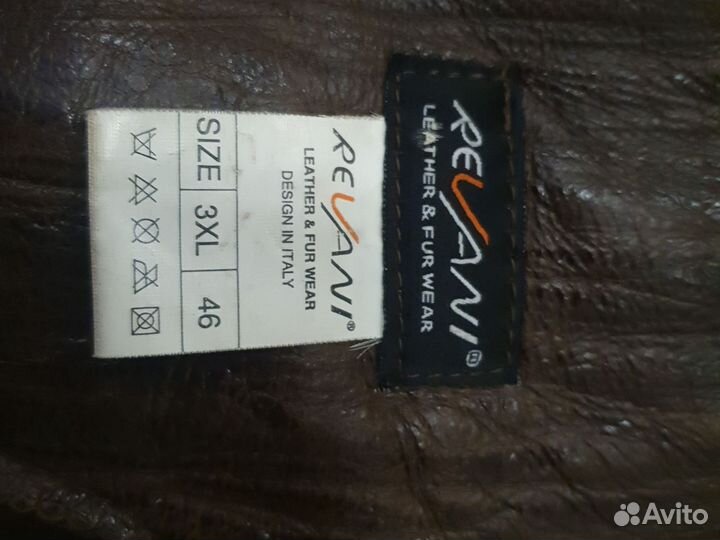 REVANI®
LEATHER & FUR WEAR
DESIGN IN ITALY
SIZE 3XL 46
REVANI®
LEATHER & FUR WEAR
Avito